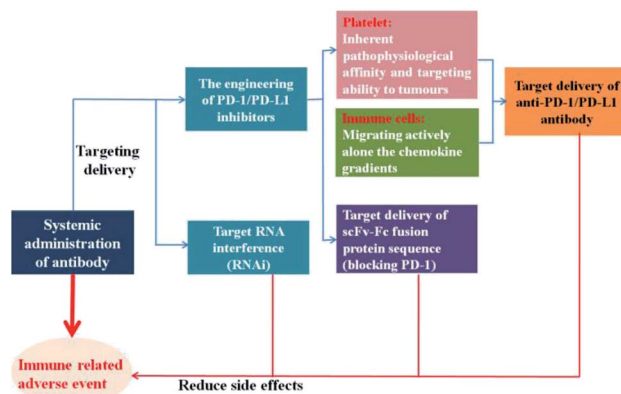 Platelet:
Inherent
pathophysiological
affinity and targeting
ability to tumours
The engineering
of PD-1/PD-L1
inhibitors
Target delivery of
anti-PD-1/PD-L1
antibody
Immune cells:
Migrating actively
alone the chemokine
gradients
Targeting
delivery
Systemic
administration
of antibody
Target RNA
interference
(RNAi)
Target delivery of
scFv-Fc fusion
protein sequence
(blocking PD-1)
Immune related
adverse event
Reduce side effects